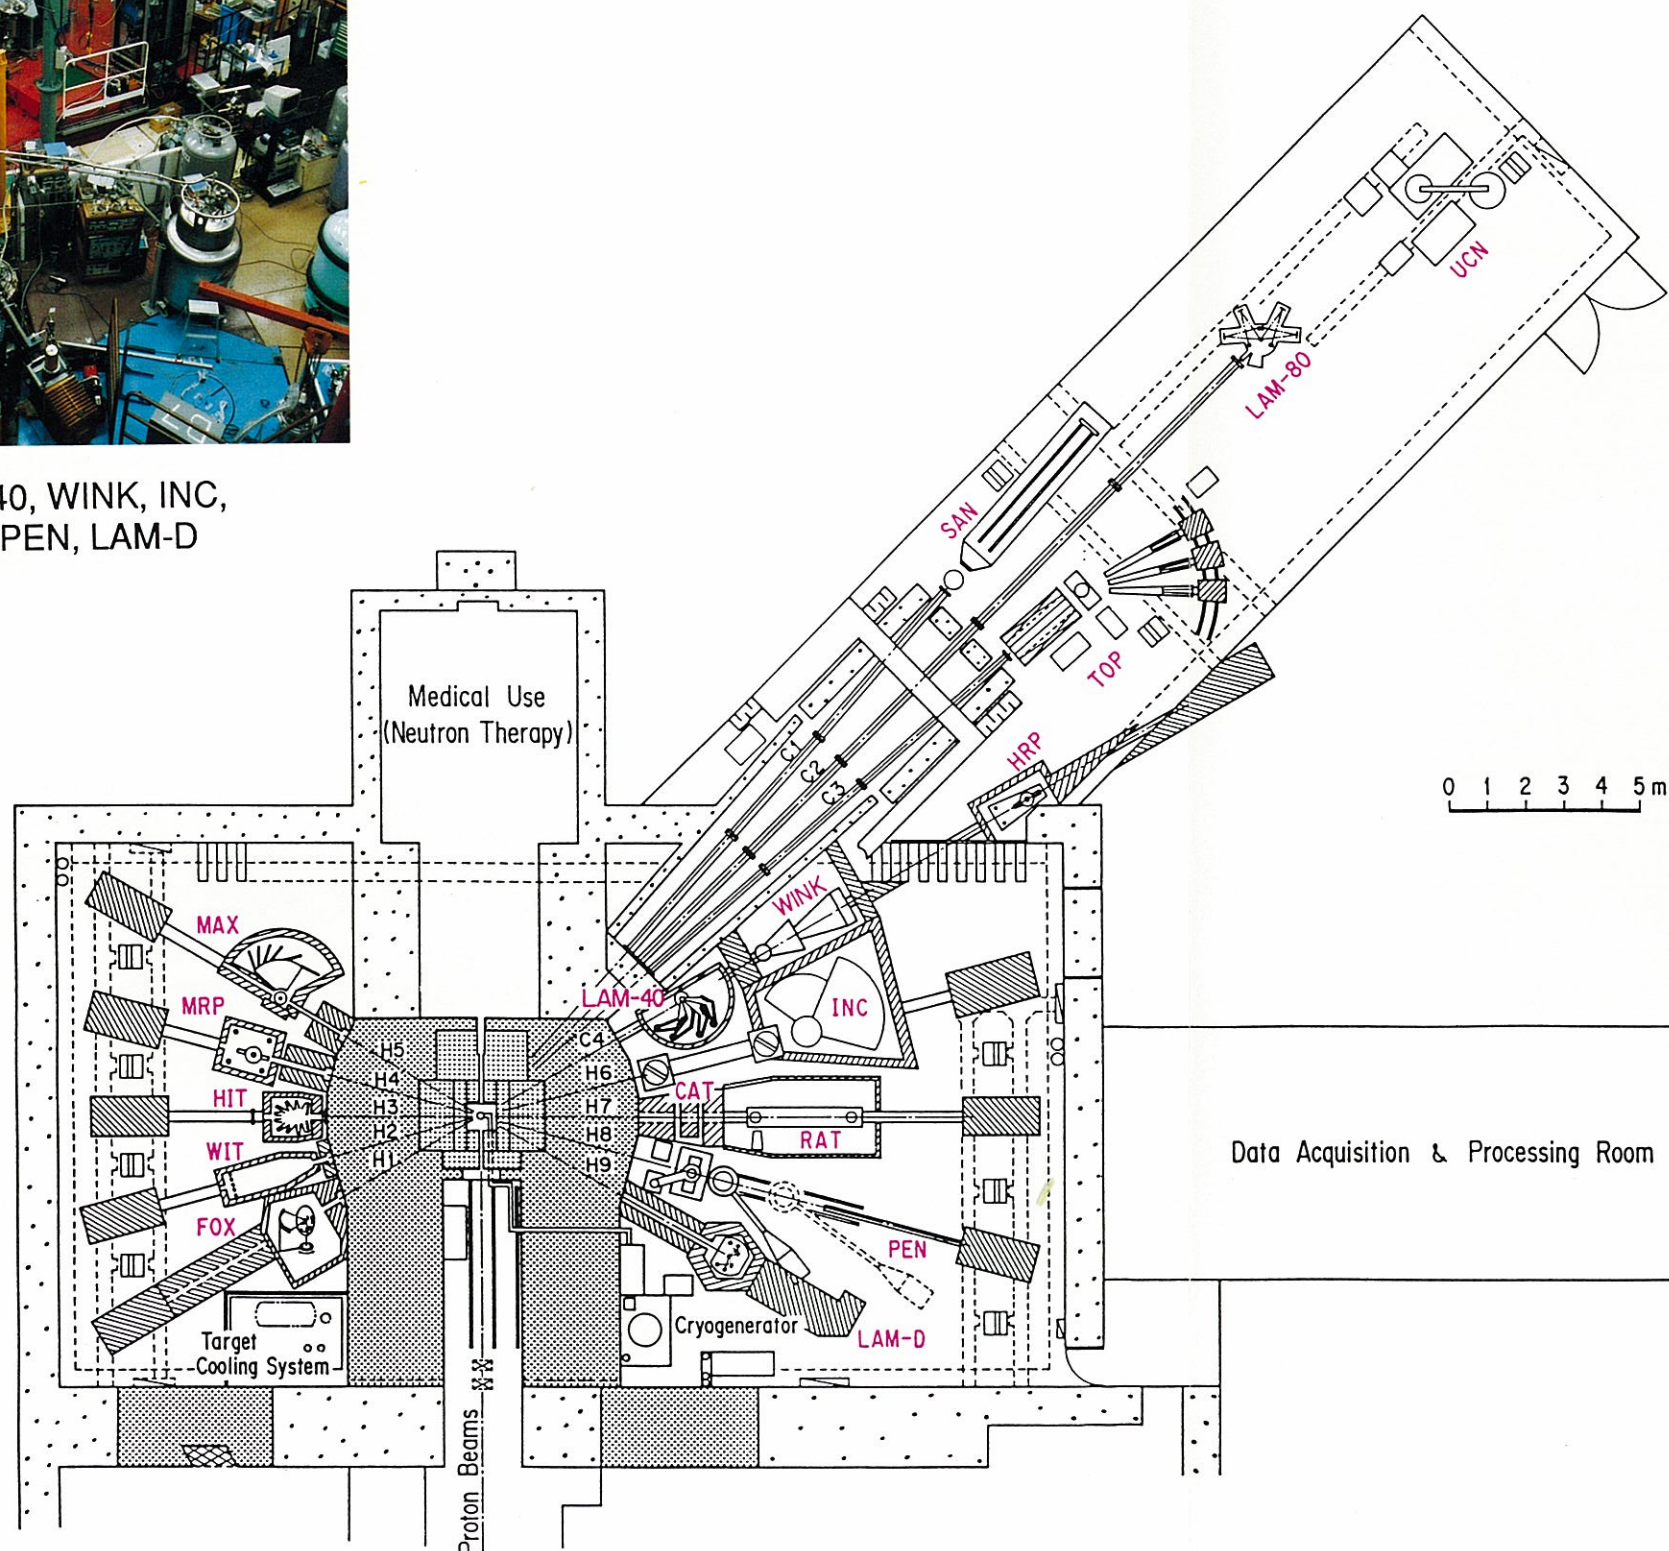 40, WINK, INC,
PEN, LAM-D
UCN
LAM-80
SAN
TOP
HRP
Medical Use
(Neutron Therapy)
C1
C2
C3
0 1 2 3 4 5 m
WINK
MAX
MRP
HIT
WIT
FOX
LAM-40
INC
CAT
RAT
PEN
LAM-D
H5
H4
H3
H2
H1
C4
H6
H7
H8
H9
Data Acquisition & Processing Room
Target
Cooling System
Cryogenerator
Proton Beams